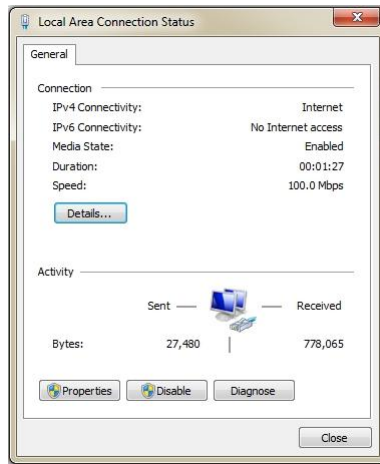 Local Area Connection Status
General
Connection
IPv4 Connectivity: Internet
IPv6 Connectivity: No Internet access
Media State: Enabled
Duration: 00:01:27
Speed: 100.0 Mbps
Details...
Activity
Sent Received
Bytes: 27,480 778,065
Properties Disable Diagnose
Close